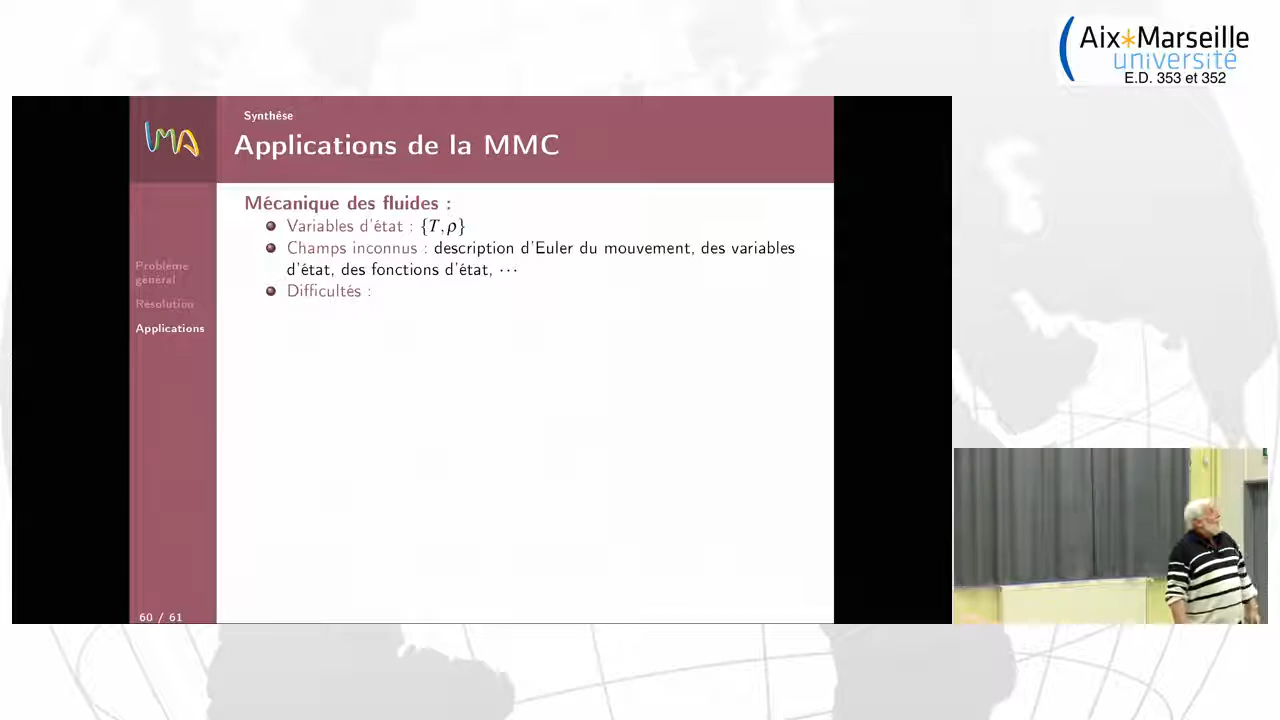 Aix*Marseille
université
E.D. 353 et 352
LMA
Synthèse
Applications de la MMC
Mécanique des fluides :
Variables d'état : {T, ρ}
Champs inconnus : description d'Euler du mouvement, des variables
d'état, des fonctions d'état, ⋯
Difficultés :
Problème
général
Résolution
Applications
60 / 61